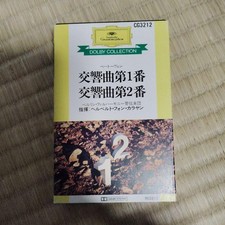 CG3212
Deutsche
Grammophon
DOLBY COLLECTION
ベートーヴェン
交響曲第1番
交響曲第2番
ベルリン・フィルハーモニー管弦楽団
指揮 ヘルベルト・フォン・カラヤン
2
1